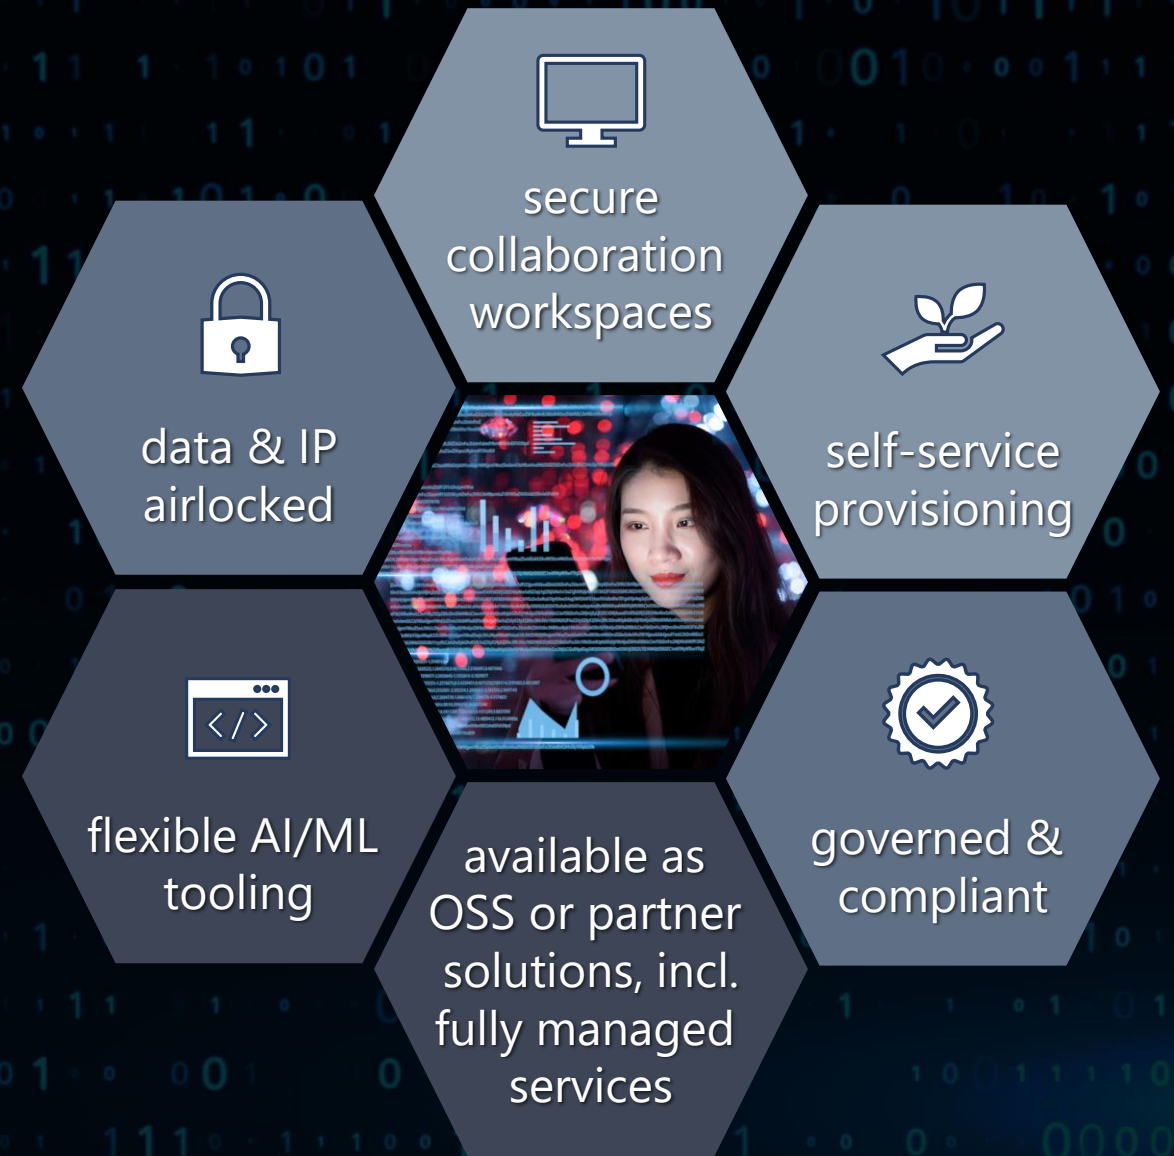 secure
collaboration
workspaces
data & IP
airlocked
self-service
provisioning
flexible AI/ML
tooling
governed &
compliant
available as
OSS or partner
solutions, incl.
fully managed
services